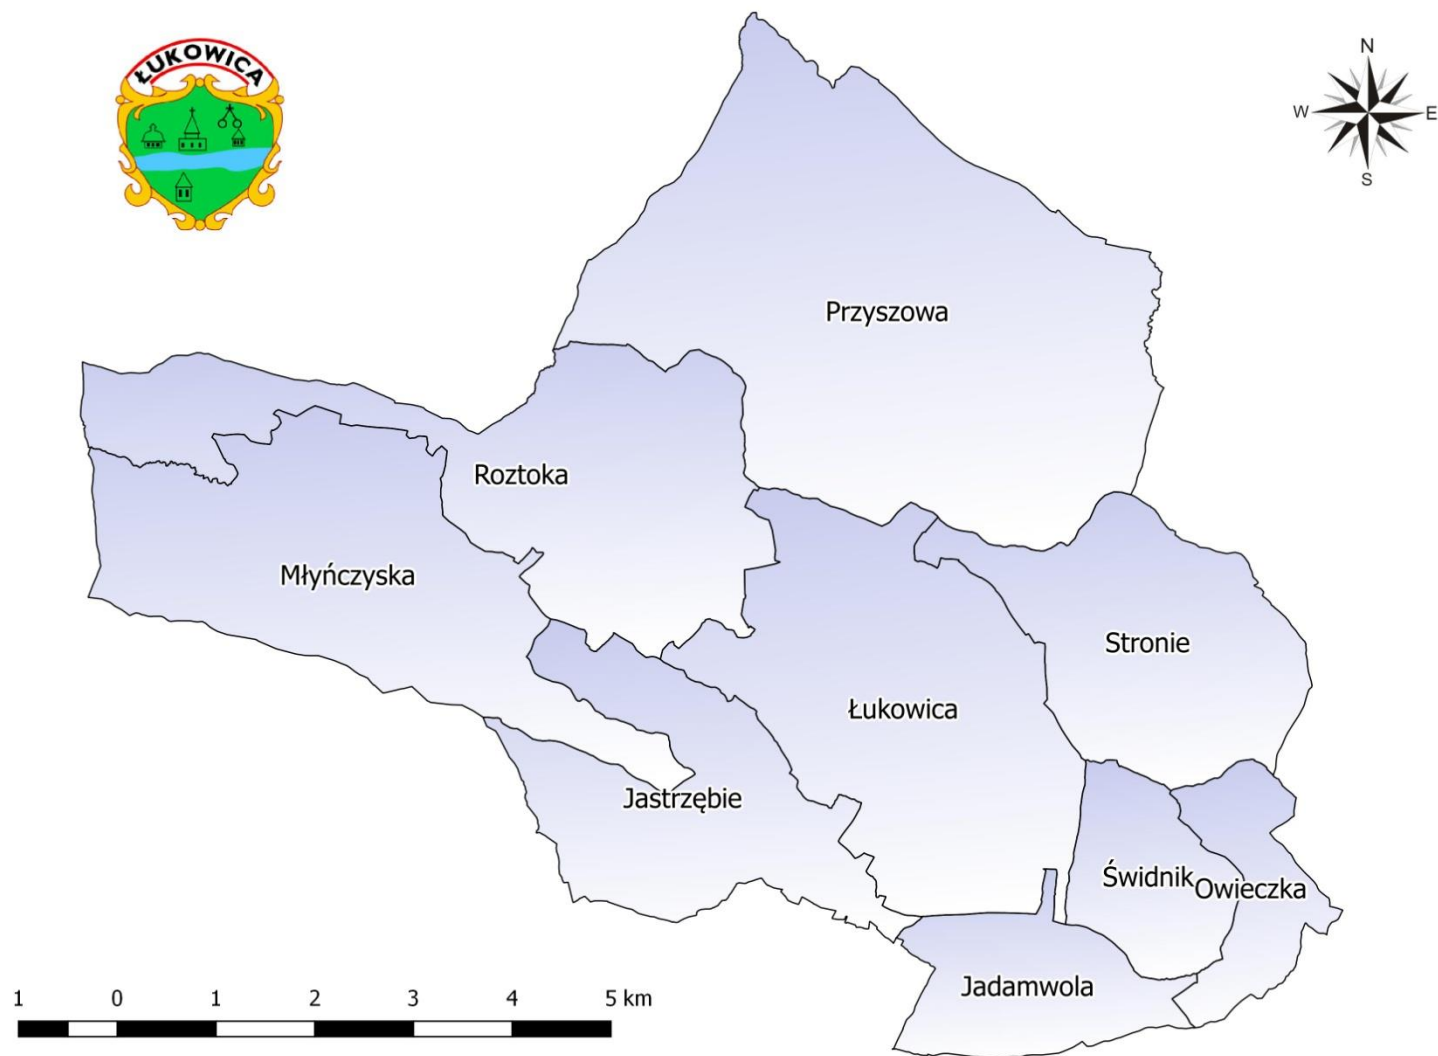 ŁUKOWICA
N
W
E
S
Przyszowa
Roztoka
Młyńczyska
Stronie
Łukowica
Jastrzębie
Świdnik
Owieczka
Jadamwola
1 0 1 2 3 4 5 km